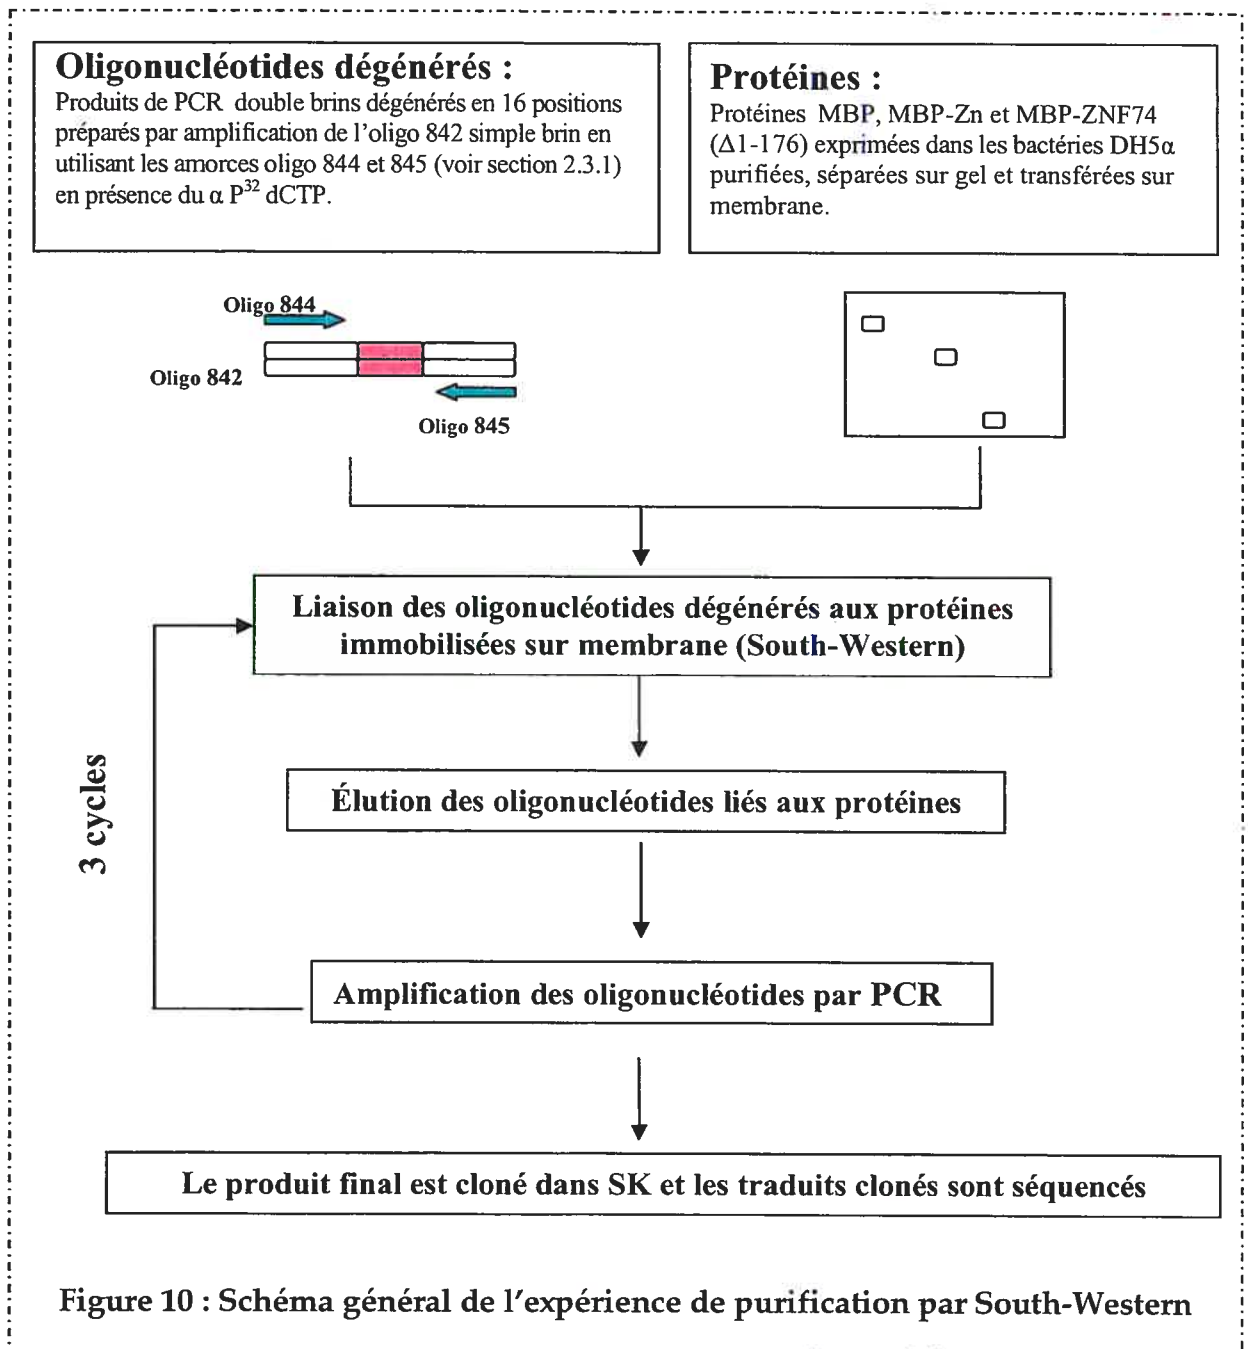 Oligonucléotides dégénérés :
Produits de PCR double brins dégénérés en 16 positions
préparés par amplification de l'oligo 842 simple brin en
utilisant les amorces oligo 844 et 845 (voir section 2.3.1)
en présence du α P32 dCTP.
Protéines :
Protéines MBP, MBP-Zn et MBP-ZNF74
(Δ1-176) exprimées dans les bactéries DH5α
purifiées, séparées sur gel et transférées sur
membrane.
Oligo 844
Oligo 842
Oligo 845
Liaison des oligonucléotides dégénérés aux protéines
immobilisées sur membrane (South-Western)
3 cycles
Élution des oligonucléotides liés aux protéines
Amplification des oligonucléotides par PCR
Le produit final est cloné dans SK et les traduits clonés sont séquencés
Figure 10 : Schéma général de l'expérience de purification par South-Western